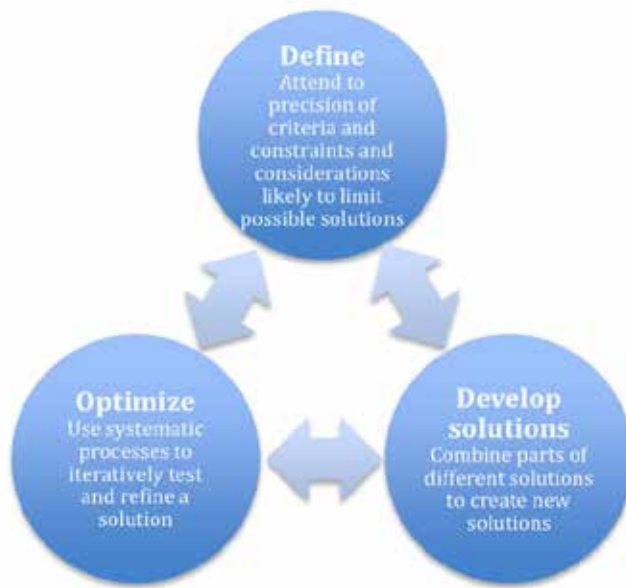 Define
Attend to
precision of
criteria and
constraints and
considerations
likely to limit
possible solutions
Optimize
Use systematic
processes to
iteratively test
and refine a
solution
Develop
solutions
Combine parts of
different solutions
to create new
solutions